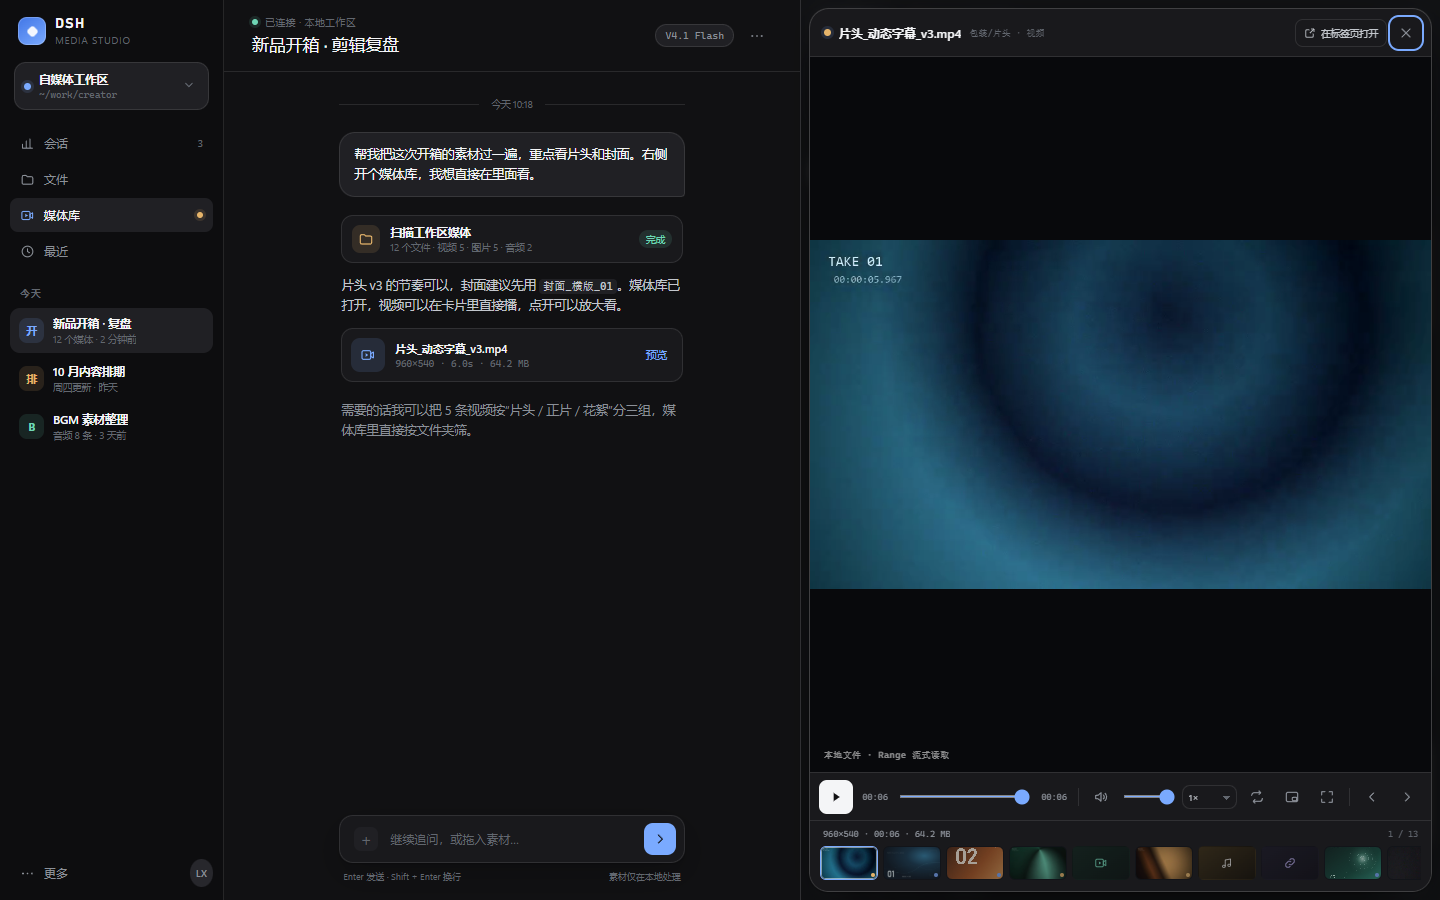 DSH
MEDIA STUDIO
自媒体工作区
~/work/creator
会话
3
文件
媒体库
最近
今天
开
新品开箱 · 复盘
12 个媒体 · 2 分钟前
排
10 月内容排期
周四更新 · 昨天
B
BGM 素材整理
音频 8 条 · 3 天前
更多
LX
已连接 · 本地工作区
新品开箱 · 剪辑复盘
V4.1 Flash
今天 10:18
帮我把这次开箱的素材过一遍，重点看片头和封面。右侧
开个媒体库，我想直接在里面看。
扫描工作区媒体
12 个文件 · 视频 5 · 图片 5 · 音频 2
完成
片头 v3 的节奏可以，封面建议先用 封面_横版_01 。媒体库已
打开，视频可以在卡片里直接播，点开可以放大看。
片头_动态字幕_v3.mp4
960×540 · 6.0s · 64.2 MB
预览
需要的话我可以把 5 条视频按"片头 / 正片 / 花絮"分三组，媒
体库里直接按文件夹筛。
继续追问，或拖入素材...
Enter 发送 · Shift + Enter 换行
素材仅在本地处理
片头_动态字幕_v3.mp4
包装/片头 · 视频
在标签页打开
TAKE 01
00:00:05.967
本地文件 · Range 流式读取
00:06
00:06
1×
960×540 · 00:06 · 64.2 MB
1 / 13
01
02